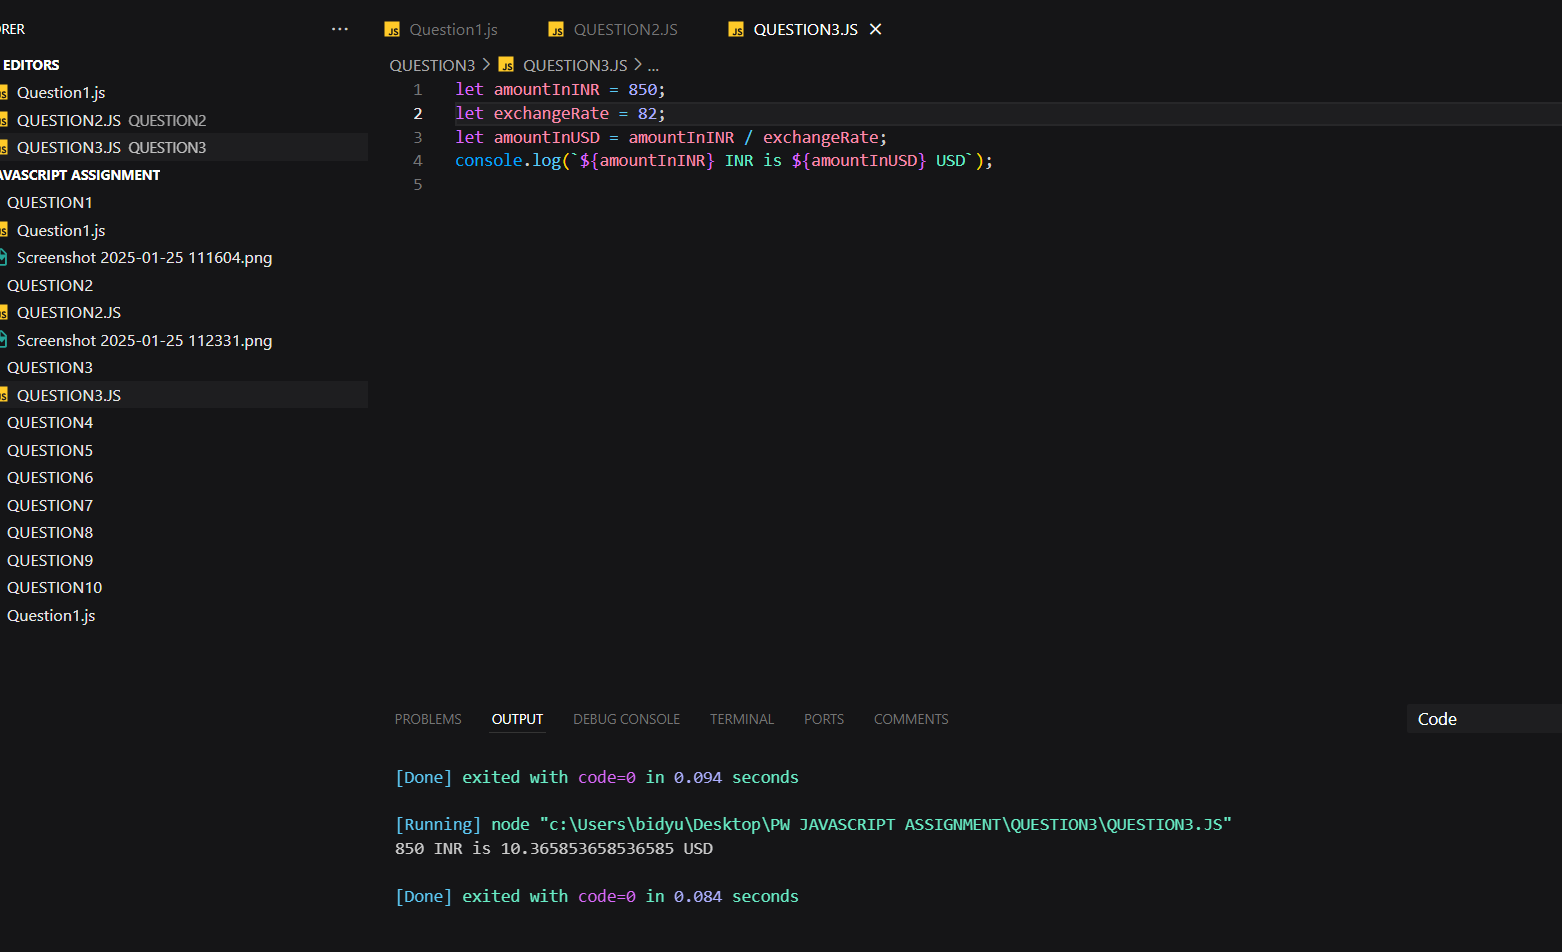 ORER
EDITORS
Question1.js
QUESTION2.JS QUESTION2
QUESTION3.JS QUESTION3
AVASCRIPT ASSIGNMENT
QUESTION1
Question1.js
Screenshot 2025-01-25 111604.png
QUESTION2
QUESTION2.JS
Screenshot 2025-01-25 112331.png
QUESTION3
QUESTION3.JS
QUESTION4
QUESTION5
QUESTION6
QUESTION7
QUESTION8
QUESTION9
QUESTION10
Question1.js
JS Question1.js JS QUESTION2.JS JS QUESTION3.JS
QUESTION3 > JS QUESTION3.JS > ...
1 let amountInINR = 850;
2 let exchangeRate = 82;
3 let amountInUSD = amountInINR / exchangeRate;
4 console.log(`${amountInINR} INR is ${amountInUSD} USD`);
5
PROBLEMS OUTPUT DEBUG CONSOLE TERMINAL PORTS COMMENTS Code
[Done] exited with code=0 in 0.094 seconds
[Running] node "c:\Users\bidyu\Desktop\PW JAVASCRIPT ASSIGNMENT\QUESTION3\QUESTION3.JS"
850 INR is 10.365853658536585 USD
[Done] exited with code=0 in 0.084 seconds